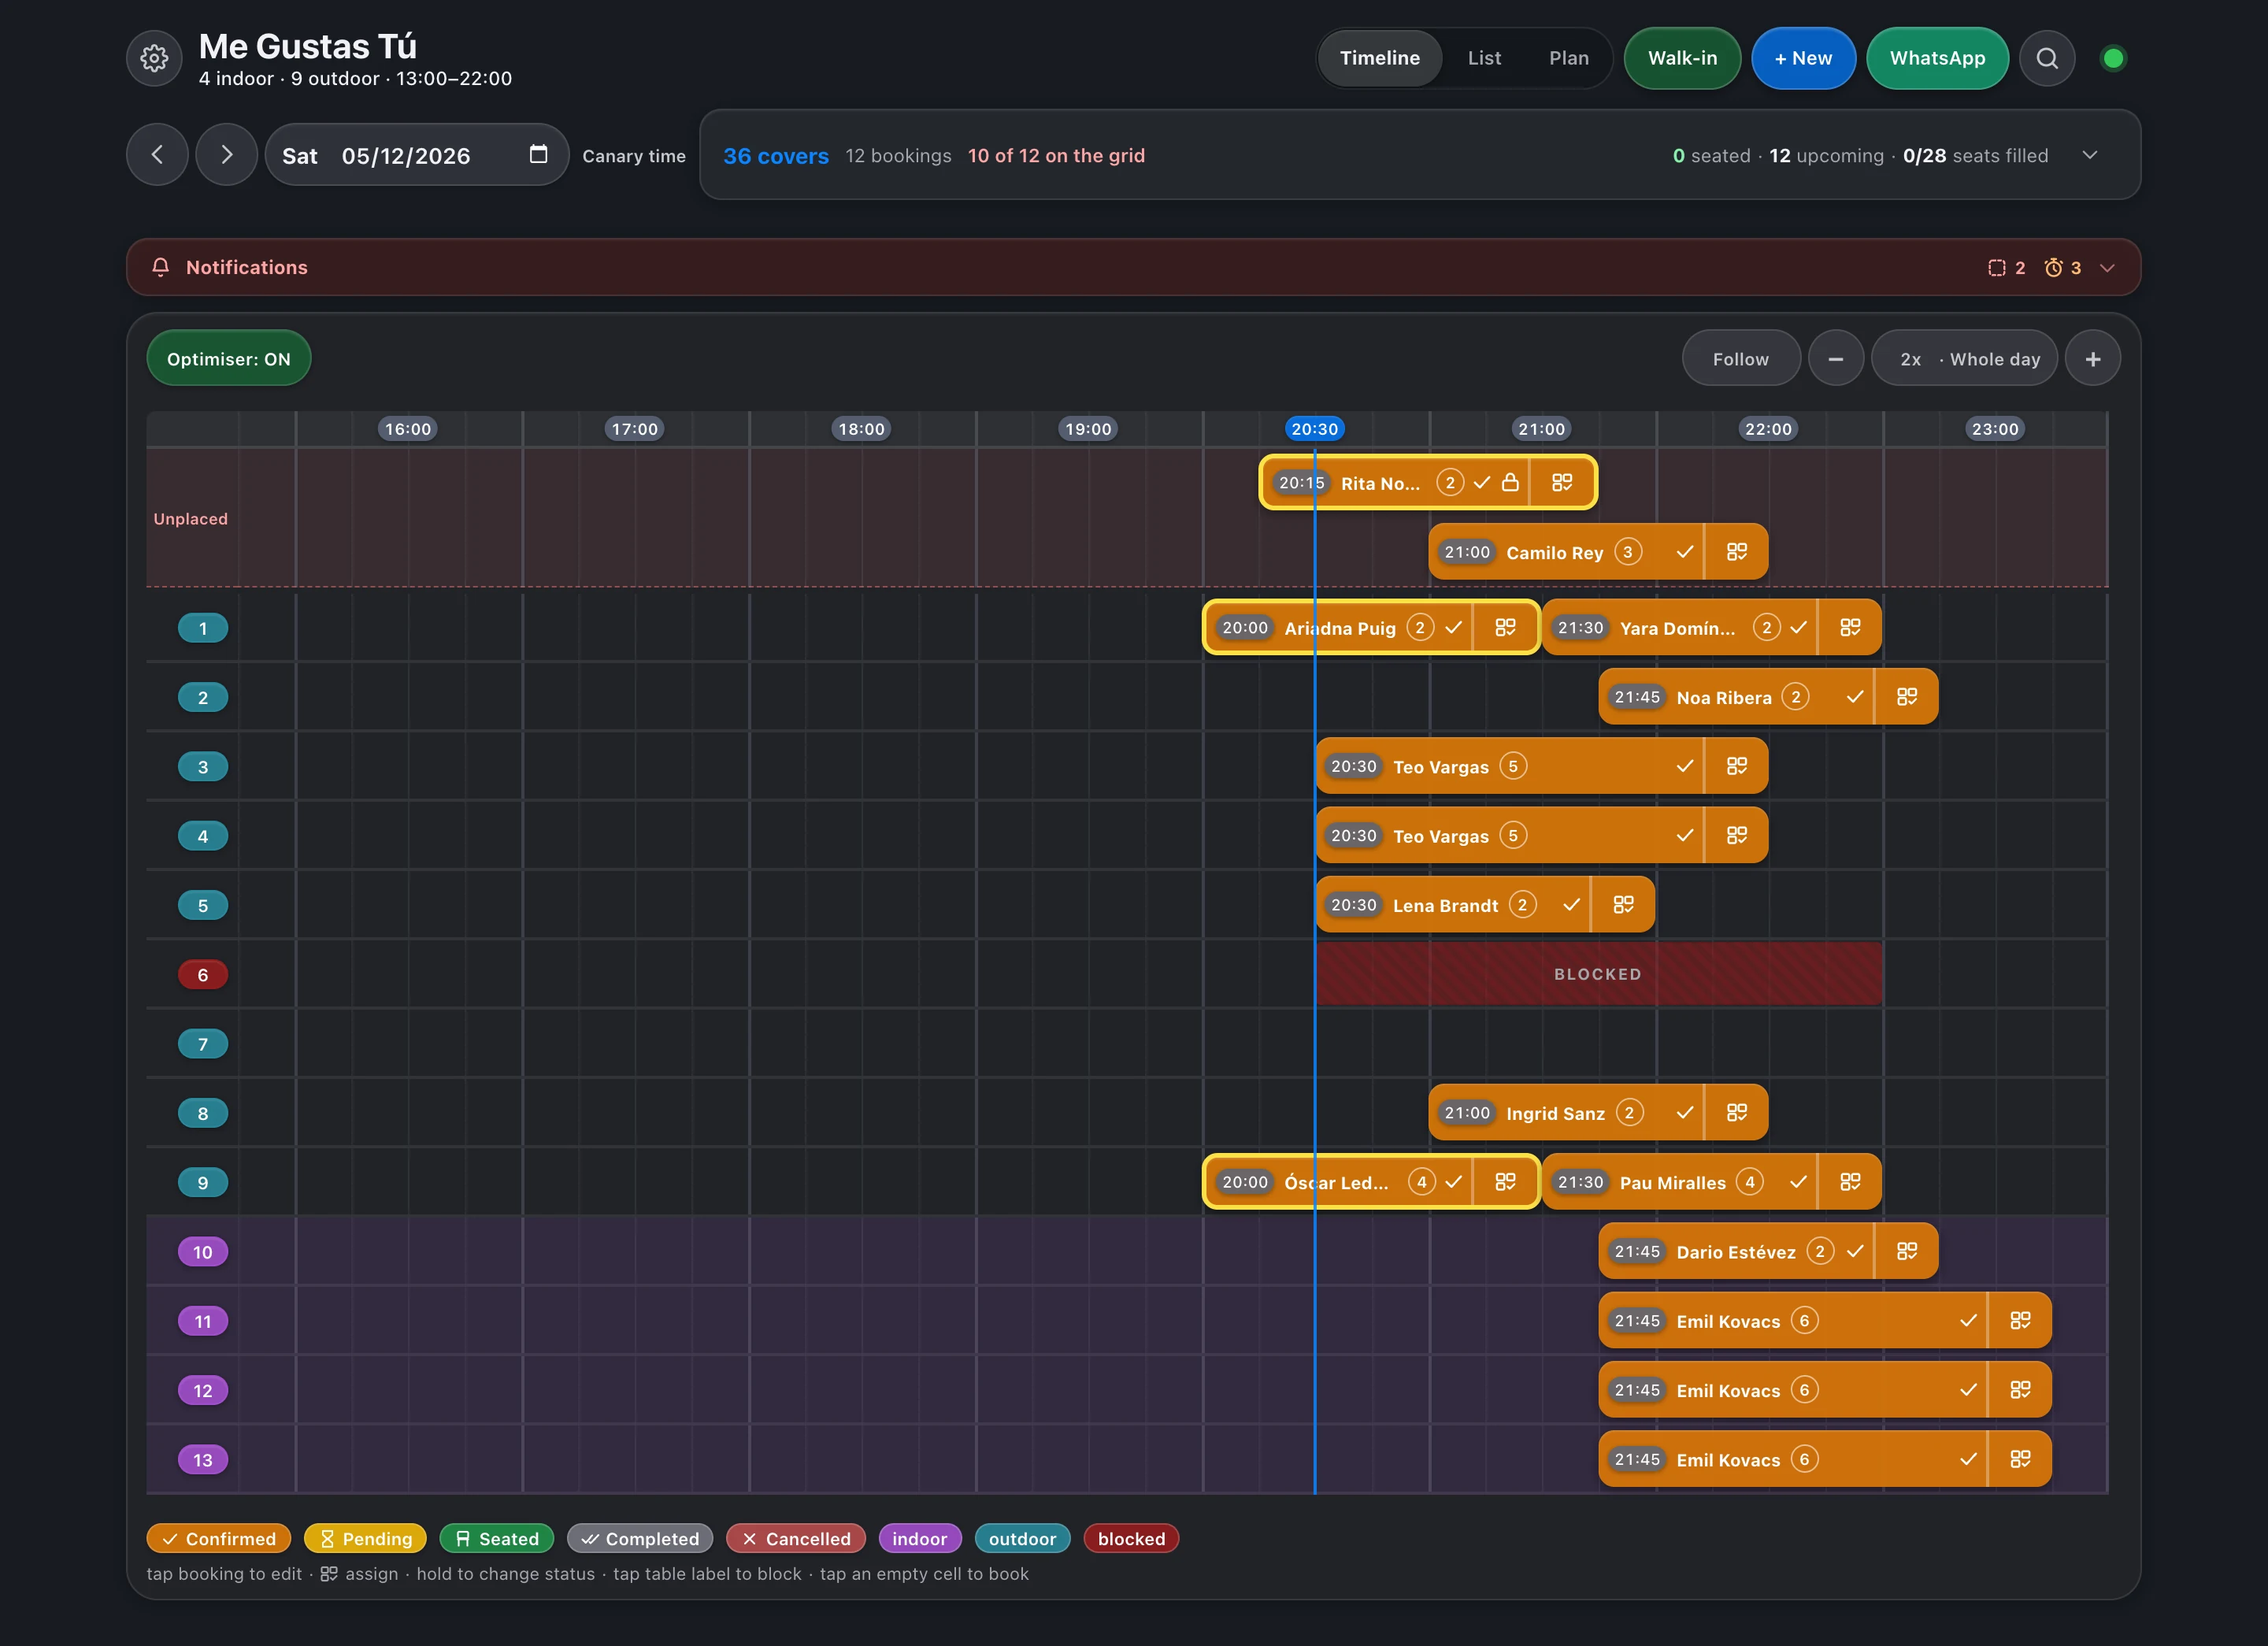 Me Gustas Tú
4 indoor · 9 outdoor · 13:00–22:00
Timeline List Plan Walk-in + New WhatsApp
Sat 05/12/2026 Canary time
36 covers 12 bookings 10 of 12 on the grid
0 seated · 12 upcoming · 0/28 seats filled
Notifications 2 3
Optimiser: ON
Follow − 2x · Whole day +
16:00 17:00 18:00 19:00 20:30 21:00 22:00 23:00
Unplaced
20:15 Rita No... 2
21:00 Camilo Rey 3
1 20:00 Ariadna Puig 2 21:30 Yara Domín... 2
2 21:45 Noa Ribera 2
3 20:30 Teo Vargas 5
4 20:30 Teo Vargas 5
5 20:30 Lena Brandt 2
6 BLOCKED
7
8 21:00 Ingrid Sanz 2
9 20:00 Óscar Led... 4 21:30 Pau Miralles 4
10 21:45 Dario Estévez 2
11 21:45 Emil Kovacs 6
12 21:45 Emil Kovacs 6
13 21:45 Emil Kovacs 6
Confirmed Pending Seated Completed Cancelled indoor outdoor blocked
tap booking to edit · assign · hold to change status · tap table label to block · tap an empty cell to book